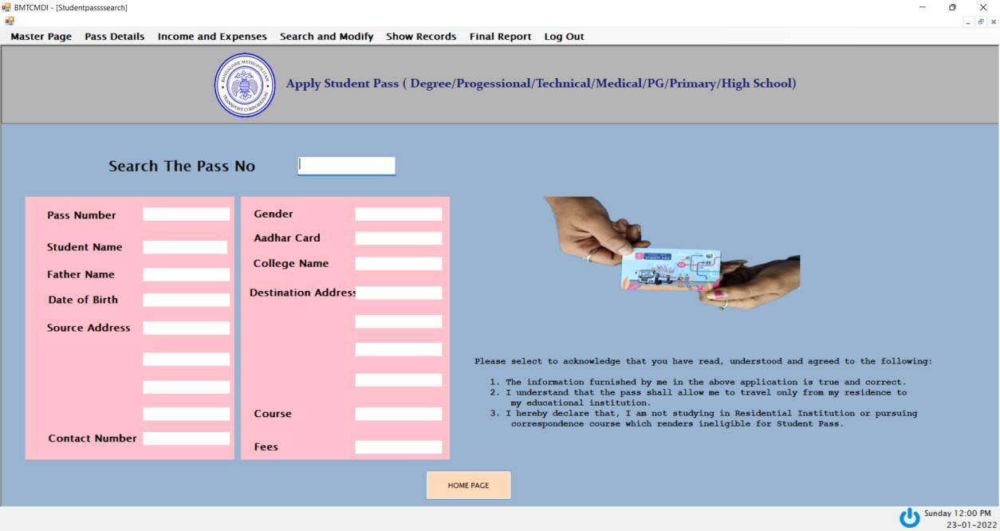 BMTCMDI - [Studentpassssearch]
Master Page Pass Details Income and Expenses Search and Modify Show Records Final Report Log Out
BANGALORE METROPOLITAN
TRANSPORT CORPORATION
Apply Student Pass ( Degree/Progessional/Technical/Medical/PG/Primary/High School)
Search The Pass No
Pass Number
Student Name
Father Name
Date of Birth
Source Address
Contact Number
Gender
Aadhar Card
College Name
Destination Address
Course
Fees
STUDENT PASS
Please select to acknowledge that you have read, understood and agreed to the following:
1. The information furnished by me in the above application is true and correct.
2. I understand that the pass shall allow me to travel only from my residence to
my educational institution.
3. I hereby declare that, I am not studying in Residential Institution or pursuing
correspondence course which renders ineligible for Student Pass.
HOME PAGE
Sunday 12:00 PM
23-01-2022